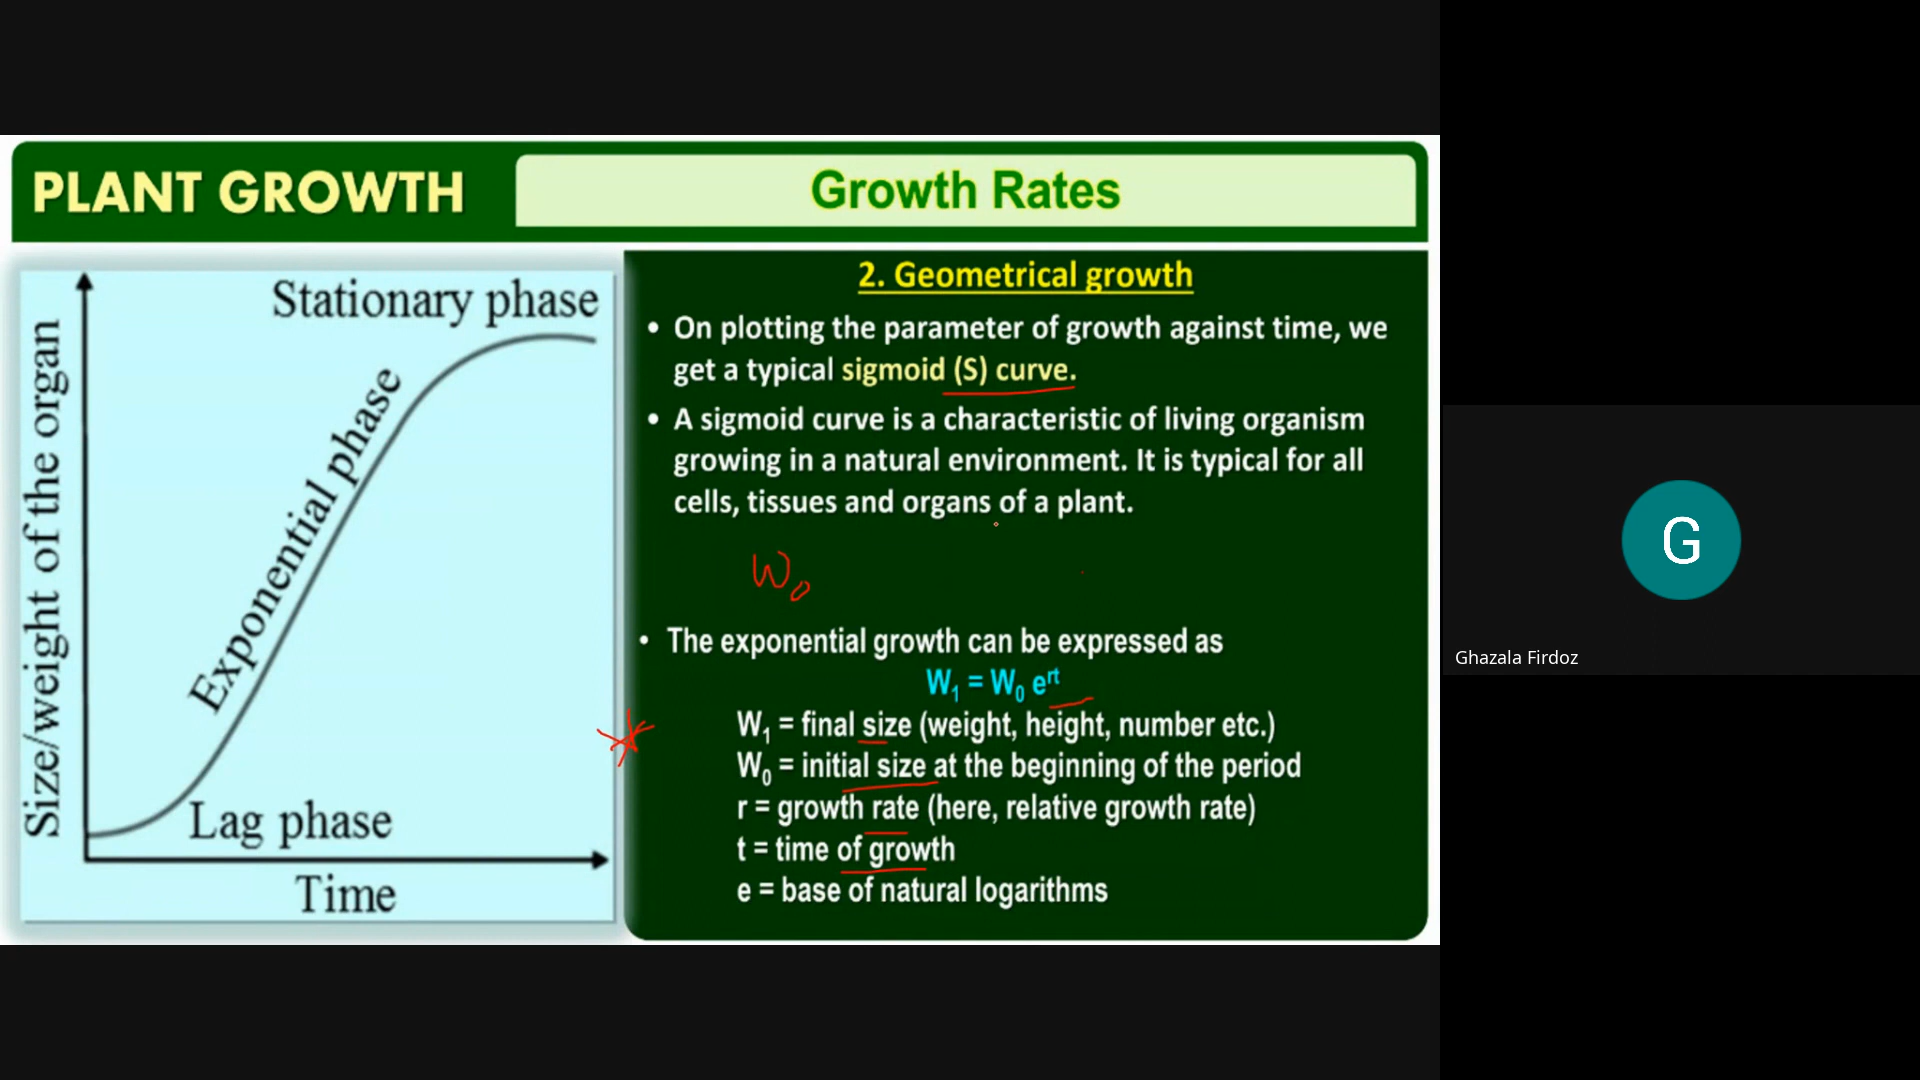 PLANT GROWTH
Growth Rates
Stationary phase
Exponential phase
Lag phase
Size/weight of the organ
Time
2. Geometrical growth
• On plotting the parameter of growth against time, we
get a typical sigmoid (S) curve.
• A sigmoid curve is a characteristic of living organism
growing in a natural environment. It is typical for all
cells, tissues and organs of a plant.
W₀
• The exponential growth can be expressed as
W₁ = W₀ eʳᵗ
W₁ = final size (weight, height, number etc.)
W₀ = initial size at the beginning of the period
r = growth rate (here, relative growth rate)
t = time of growth
e = base of natural logarithms
G
Ghazala Firdoz